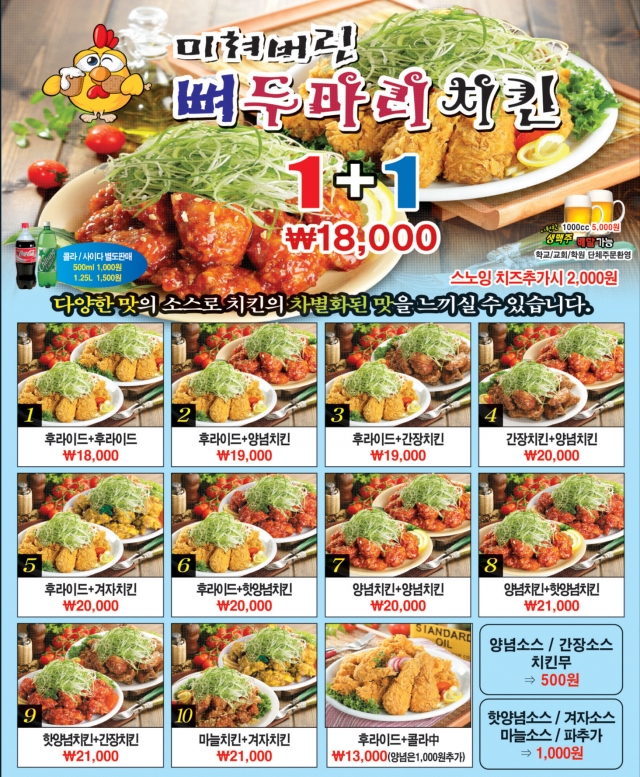 미쳐버린
뼈두마리치킨
1+1
₩18,000
콜라 / 사이다 별도판매
500ml 1,000원
1.25L 1,500원
1000cc 5,000원
생맥주 배달가능
학교/교회/학원 단체주문환영
스노잉 치즈추가시 2,000원
다양한 맛의 소스로 치킨의 차별화된 맛을 느끼실 수 있습니다.
1
후라이드+후라이드
₩18,000
2
후라이드+양념치킨
₩19,000
3
후라이드+간장치킨
₩19,000
4
간장치킨+양념치킨
₩20,000
5
후라이드+겨자치킨
₩20,000
6
후라이드+핫양념치킨
₩20,000
7
양념치킨+양념치킨
₩20,000
8
양념치킨+핫양념치킨
₩21,000
9
핫양념치킨+간장치킨
₩21,000
10
마늘치킨+겨자치킨
₩21,000
STANDARD
OIL
후라이드+콜라中
₩13,000(양념은1,000원추가)
양념소스 / 간장소스
치킨무
⇒ 500원
핫양념소스 / 겨자소스
마늘소스 / 파추가
⇒ 1,000원